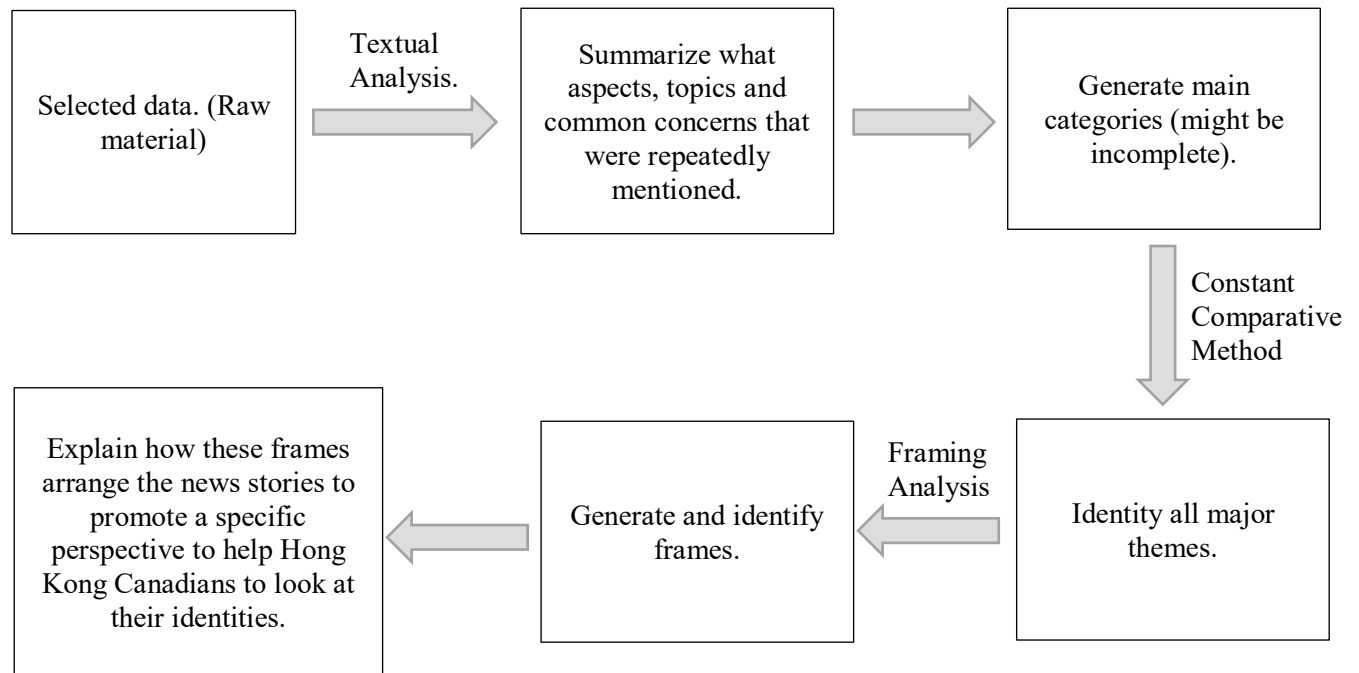 Selected data. (Raw
material)
Textual
Analysis.
Summarize what
aspects, topics and
common concerns that
were repeatedly
mentioned.
Generate main
categories (might be
incomplete).
Constant
Comparative
Method
Identity all major
themes.
Framing
Analysis
Generate and identify
frames.
Explain how these frames
arrange the news stories to
promote a specific
perspective to help Hong
Kong Canadians to look at
their identities.